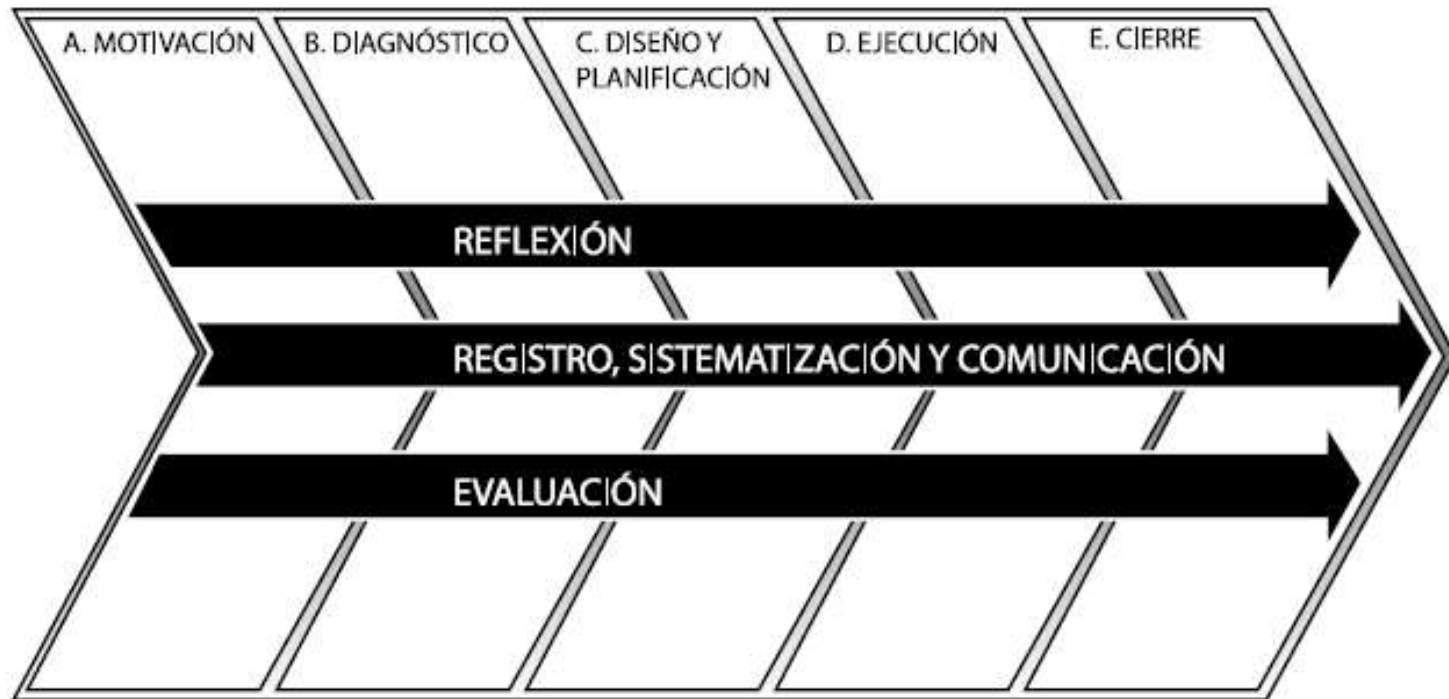 A. MOTIVACIÓN
B. DIAGNÓSTICO
C. DISEÑO Y
PLANIFICACIÓN
D. EJECUCIÓN
E. CIERRE
REFLEXIÓN
REGISTRO, SISTEMATIZACIÓN Y COMUNICACIÓN
EVALUACIÓN